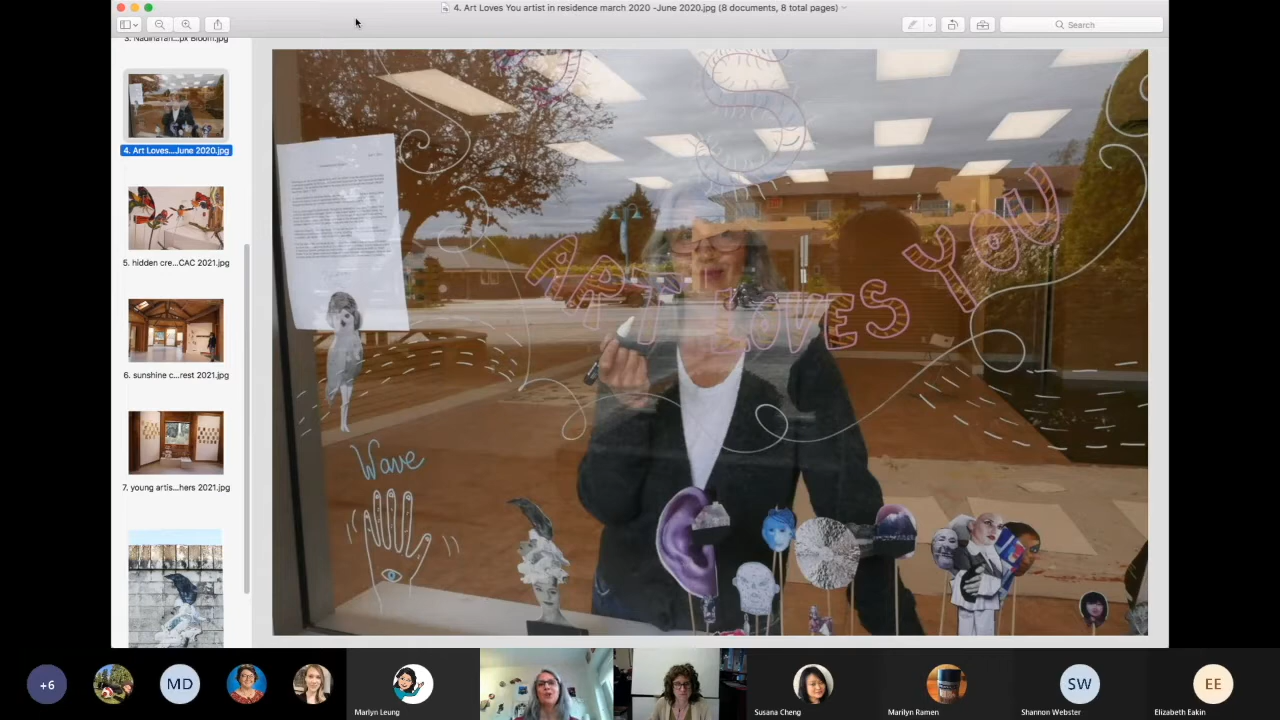 4. Art Loves You artist in residence march 2020 -June 2020.jpg (8 documents, 8 total pages)
Search
4. Art Loves...June 2020.jpg
5. hidden cre...CAC 2021.jpg
6. sunshine c...rest 2021.jpg
7. young artis...hers 2021.jpg
ART LOVES YOU
Wave
+6
MD
Marlyn Leung
Susana Cheng
Marilyn Ramen
SW
Shannon Webster
EE
Elizabeth Eakin